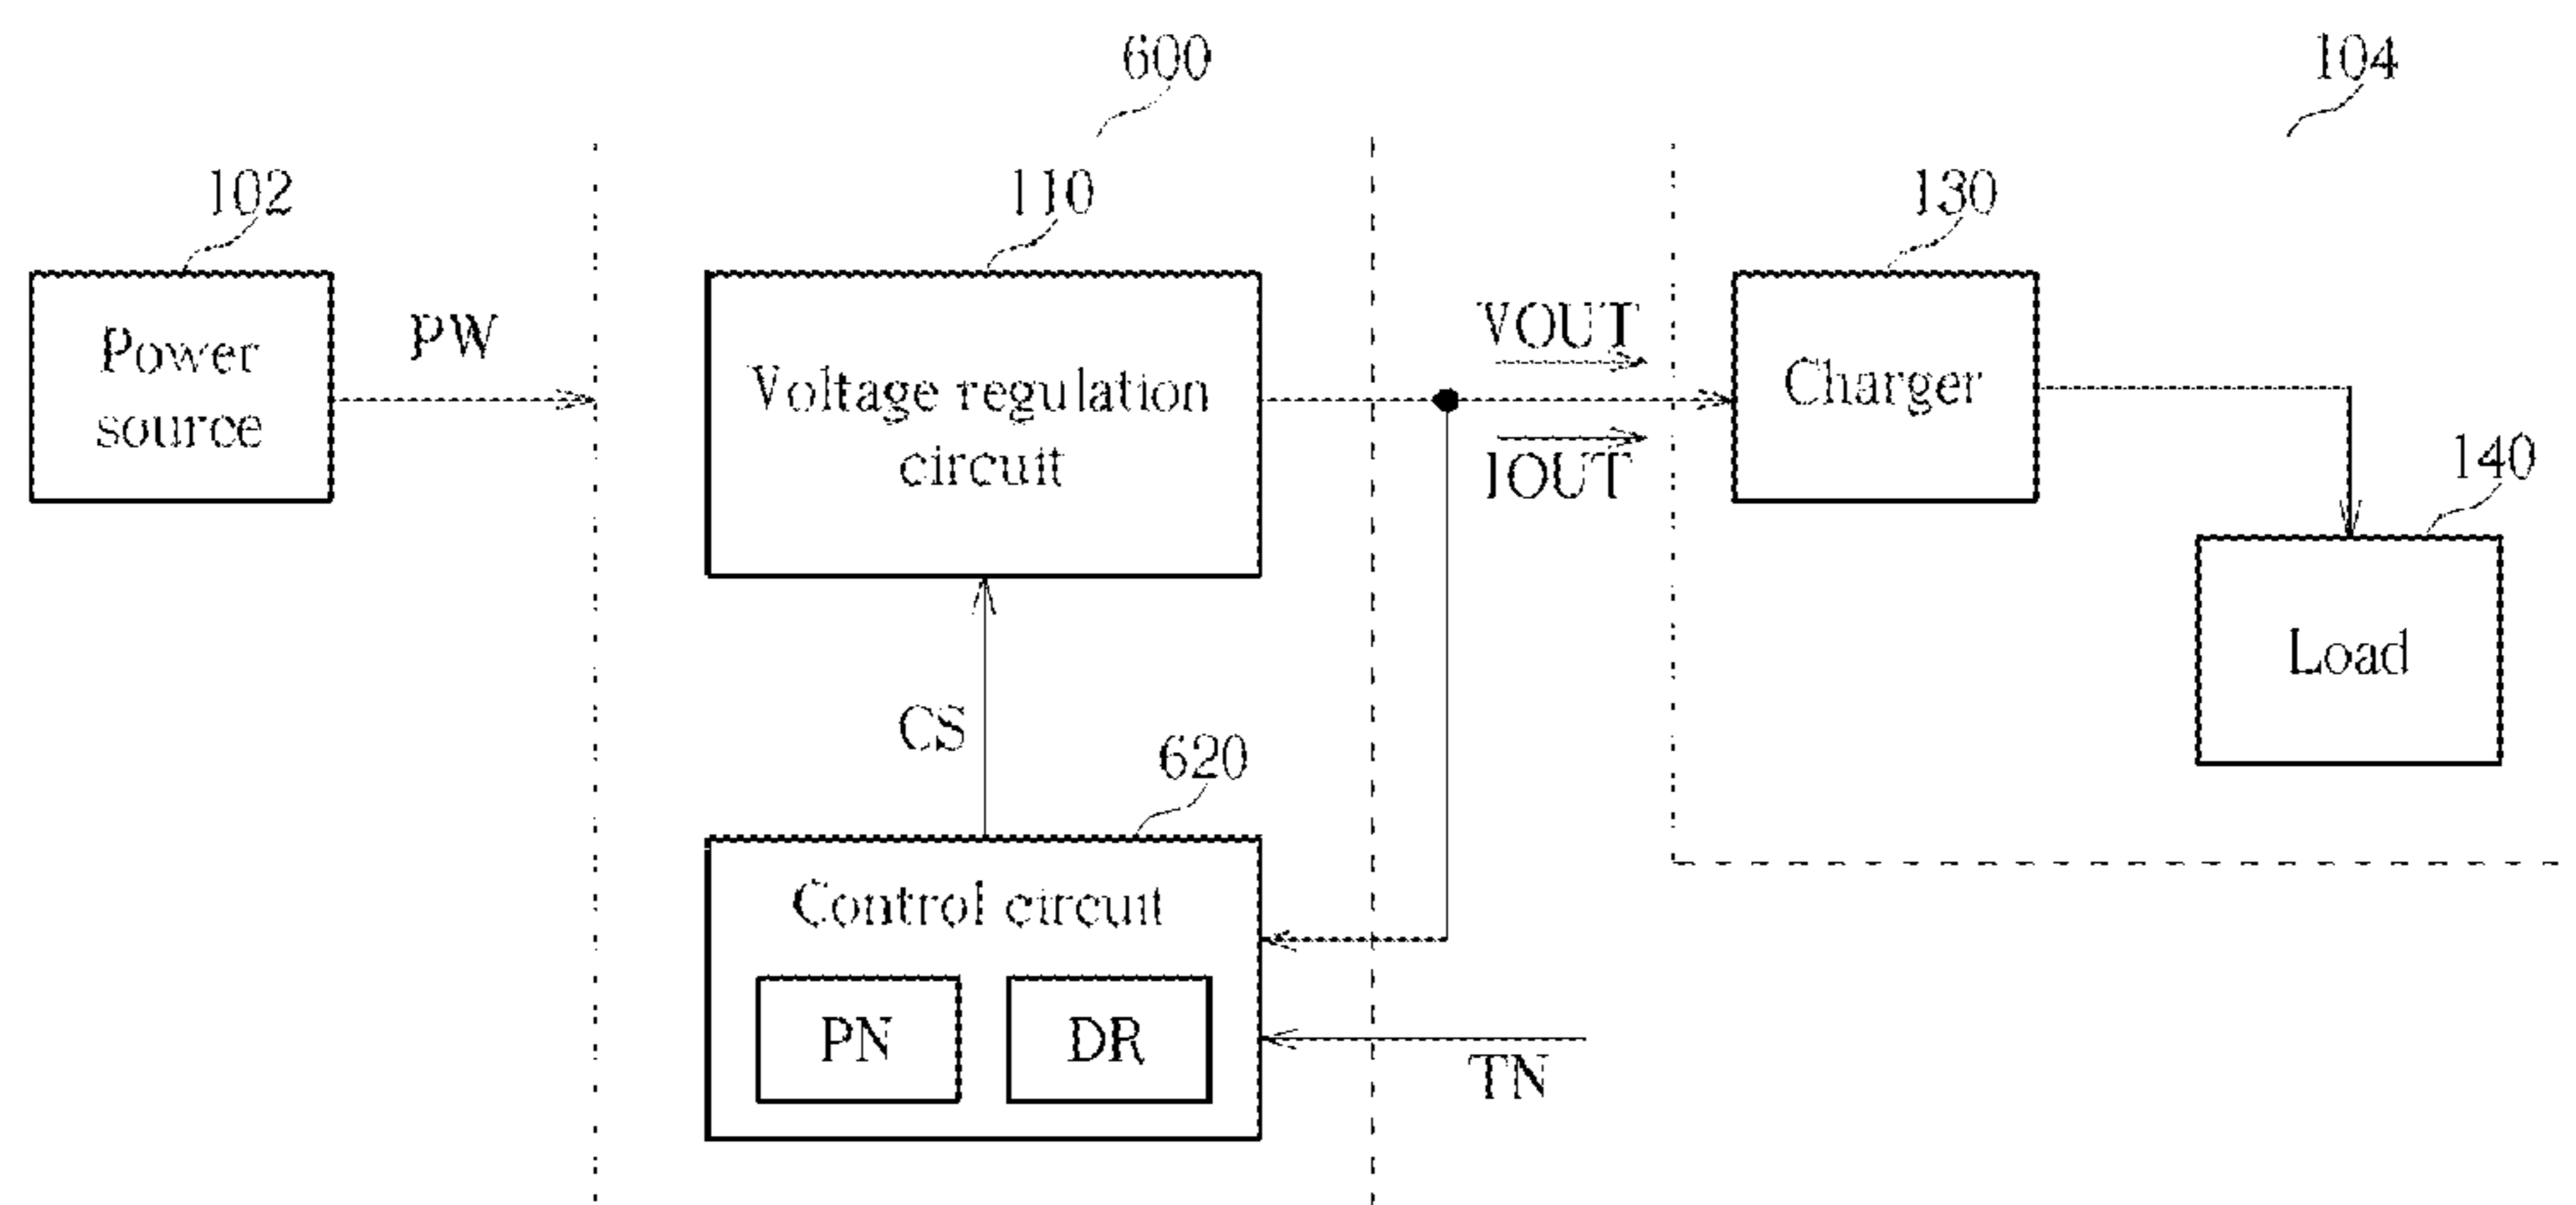 600
104
102
110
130
Power
source
PW
Voltage regulation
circuit
VOUT
IOUT
Charger
140
Load
CS
620
Control circuit
PN
DR
TN